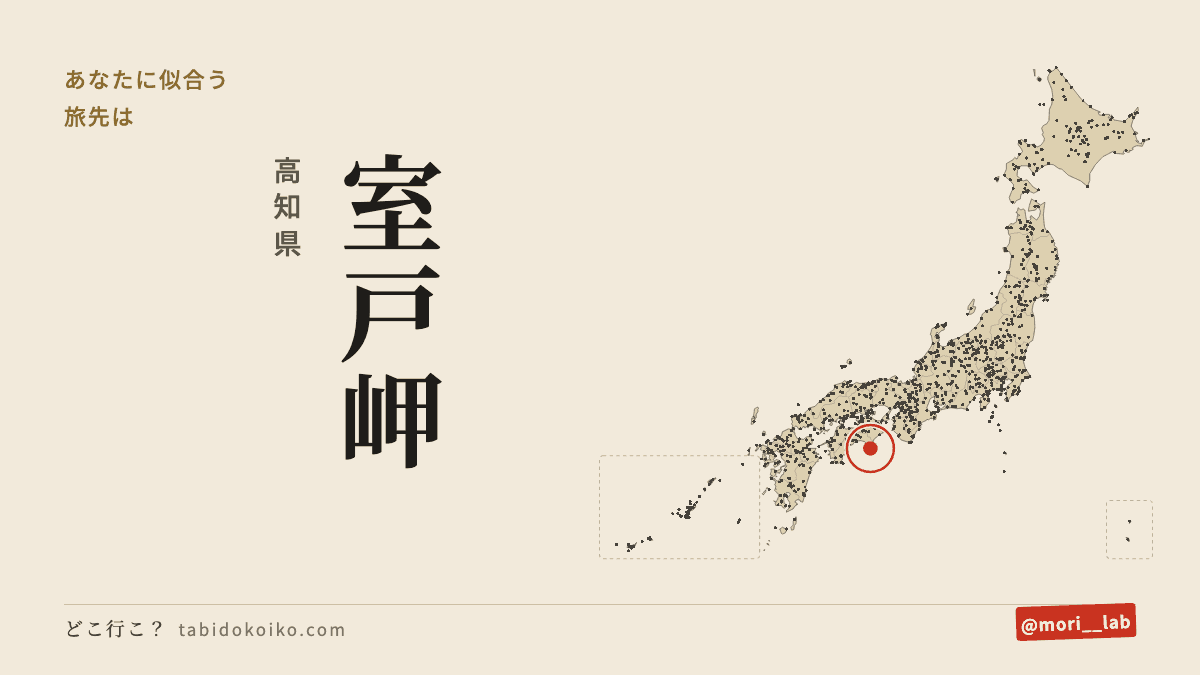 あなたに似合う
旅先は
室戸岬
高知県
どこ行こ？ tabidokoiko.com
@mori__lab